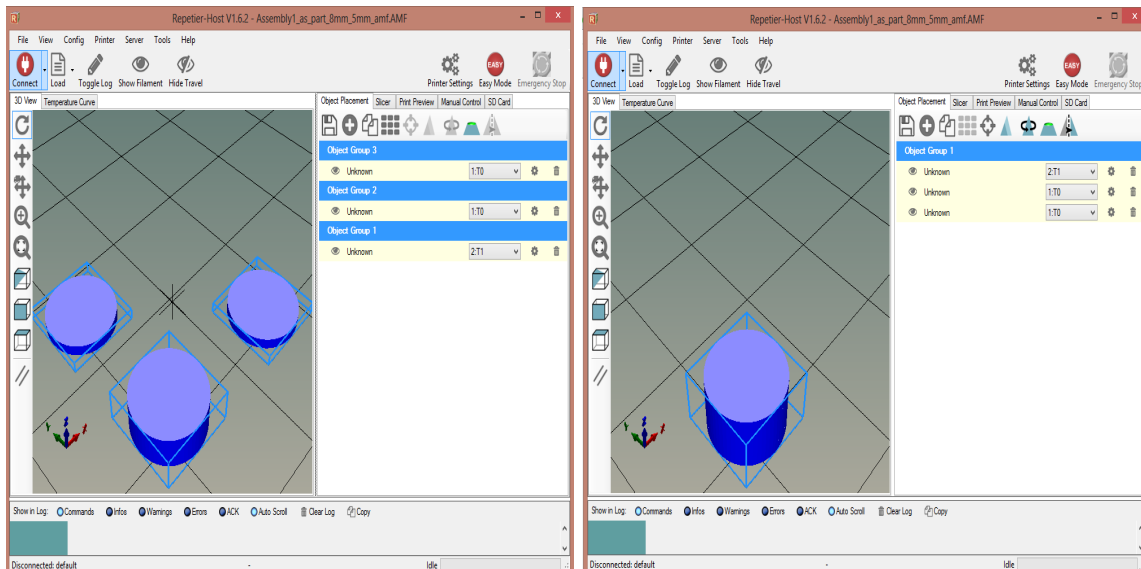 Repetier-Host V1.6.2 - Assembly1_as_part_8mm_5mm_amf.AMF
File View Config Printer Server Tools Help
Connect Load Toggle Log Show Filament Hide Travel Printer Settings Easy Mode Emergency Stop
EASY
3D View Temperature Curve
Object Placement Slicer Print Preview Manual Control SD Card
Object Group 3
Unknown 1:T0
Object Group 2
Unknown 1:T0
Object Group 1
Unknown 2:T1
Show in Log: Commands Infos Warnings Errors ACK Auto Scroll Clear Log Copy
Disconnected: default - Idle
Repetier-Host V1.6.2 - Assembly1_as_part_8mm_5mm_amf.AMF
File View Config Printer Server Tools Help
Connect Load Toggle Log Show Filament Hide Travel Printer Settings Easy Mode Emergency Stop
EASY
3D View Temperature Curve
Object Placement Slicer Print Preview Manual Control SD Card
Object Group 1
Unknown 2:T1
Unknown 1:T0
Unknown 1:T0
Show in Log: Commands Infos Warnings Errors ACK Auto Scroll Clear Log Copy
Disconnected: default - Idle